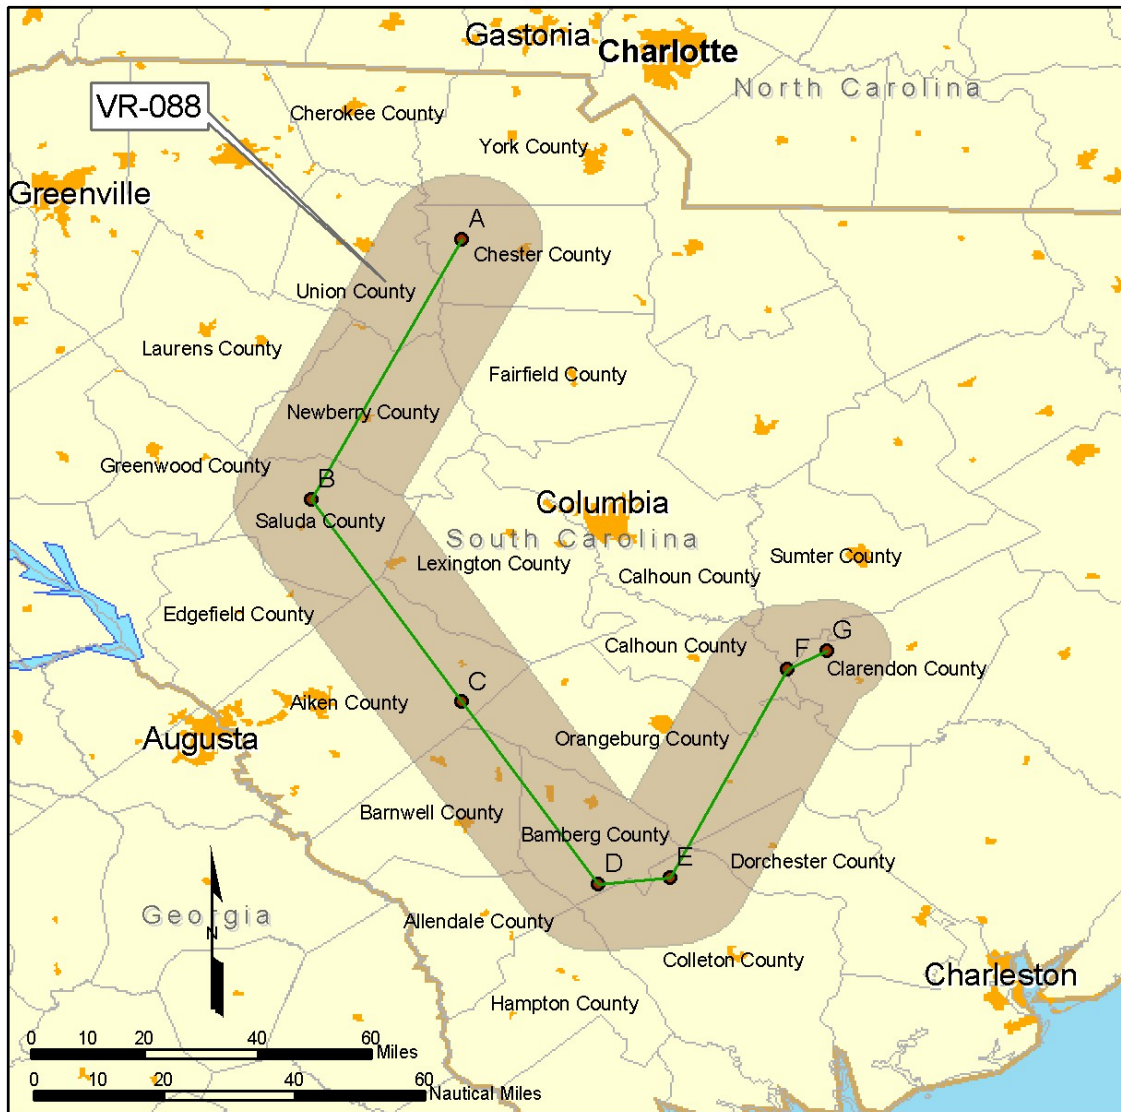 Gastonia
Charlotte
North Carolina
VR-088
Cherokee County
York County
Greenville
A
Chester County
Union County
Laurens County
Fairfield County
Newberry County
Greenwood County
B
Saluda County
Columbia
South Carolina
Lexington County
Sumter County
Calhoun County
Edgefield County
Calhoun County
F
G
Clarendon County
C
Aiken County
Augusta
Orangeburg County
Barnwell County
Bamberg County
D
E
Dorchester County
Georgia
N
Allendale County
Colleton County
Charleston
Hampton County
0 10 20 40 60 Miles
0 10 20 40 60 Nautical Miles